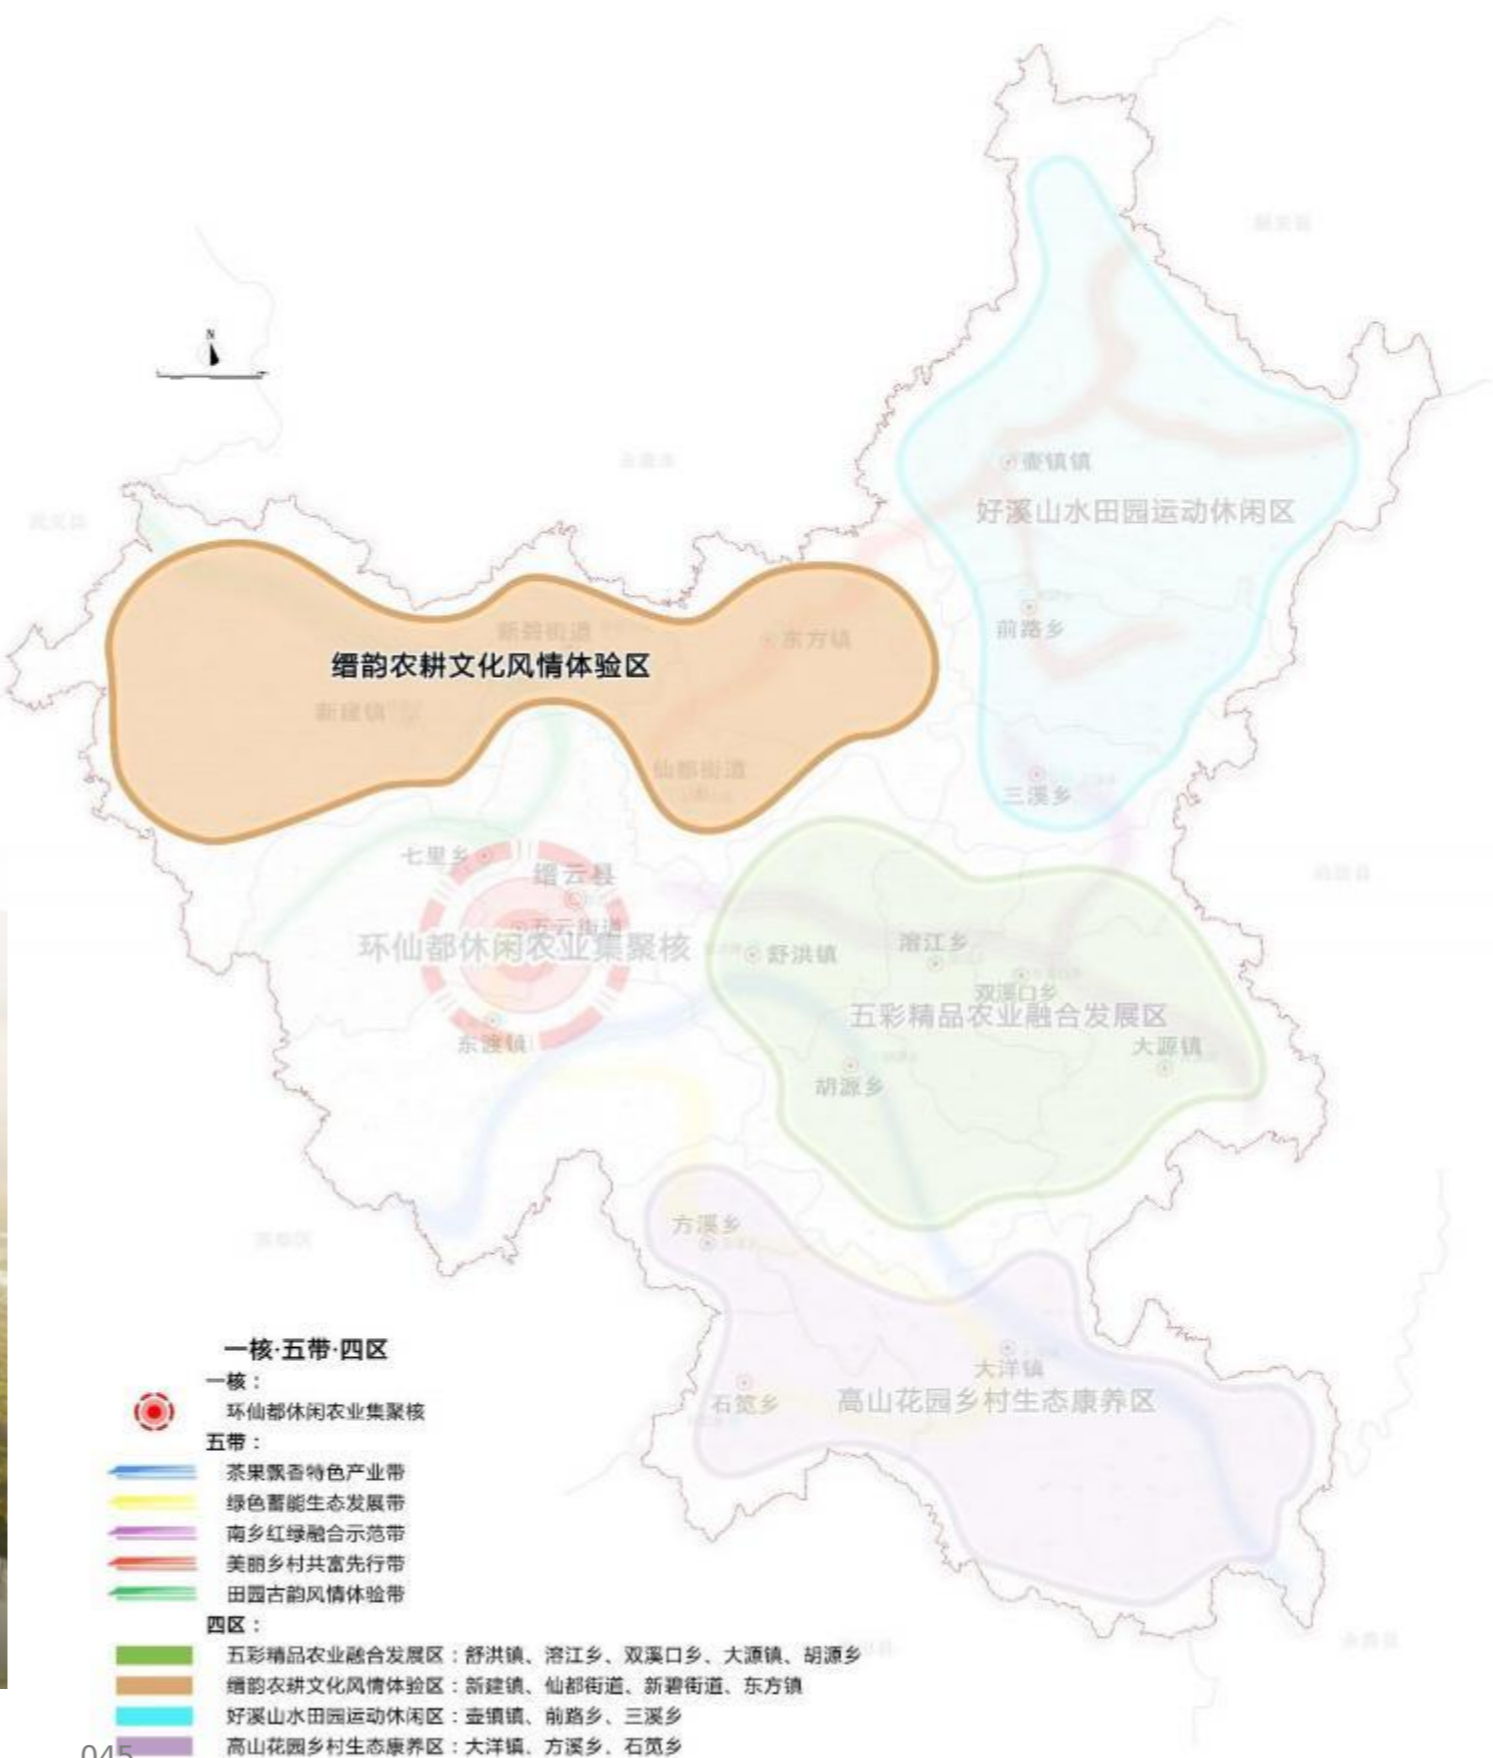 N
壶镇镇
好溪山水田园运动休闲区
前路乡
三溪乡
新碧街道
东方镇
缙韵农耕文化风情体验区
新建镇
仙都街道
七里乡
缙云县
五云街道
环仙都休闲农业集聚核
东渡镇
舒洪镇
溶江乡
双溪口乡
五彩精品农业融合发展区
大源镇
胡源乡
方溪乡
大洋镇
石笕乡
高山花园乡村生态康养区
一核·五带·四区
一核：
环仙都休闲农业集聚核
五带：
茶果飘香特色产业带
绿色蓄能生态发展带
南乡红绿融合示范带
美丽乡村共富先行带
田园古韵风情体验带
四区：
五彩精品农业融合发展区：舒洪镇、溶江乡、双溪口乡、大源镇、胡源乡
缙韵农耕文化风情体验区：新建镇、仙都街道、新碧街道、东方镇
好溪山水田园运动休闲区：壶镇镇、前路乡、三溪乡
高山花园乡村生态康养区：大洋镇、方溪乡、石笕乡
045